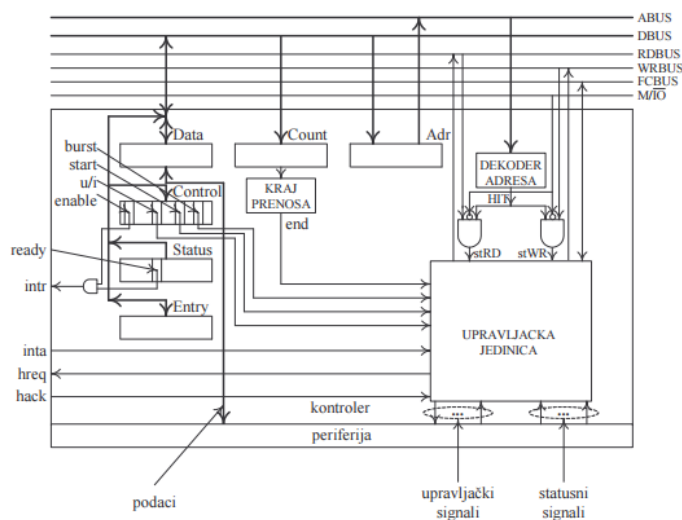 ABUS
DBUS
RDBUS
WRBUS
FCBUS
M/I̅O̅
burst
start
u/i
enable
Data
Count
Adr
DEKODER
ADRESA
Control
KRAJ
PRENOSA
HIT
end
ready
Status
stRD
stWR
intr
Entry
UPRAVLJACKA
JEDINICA
inta
hreq
hack
kontroler
...
...
periferija
podaci
upravljački
signali
statusni
signali